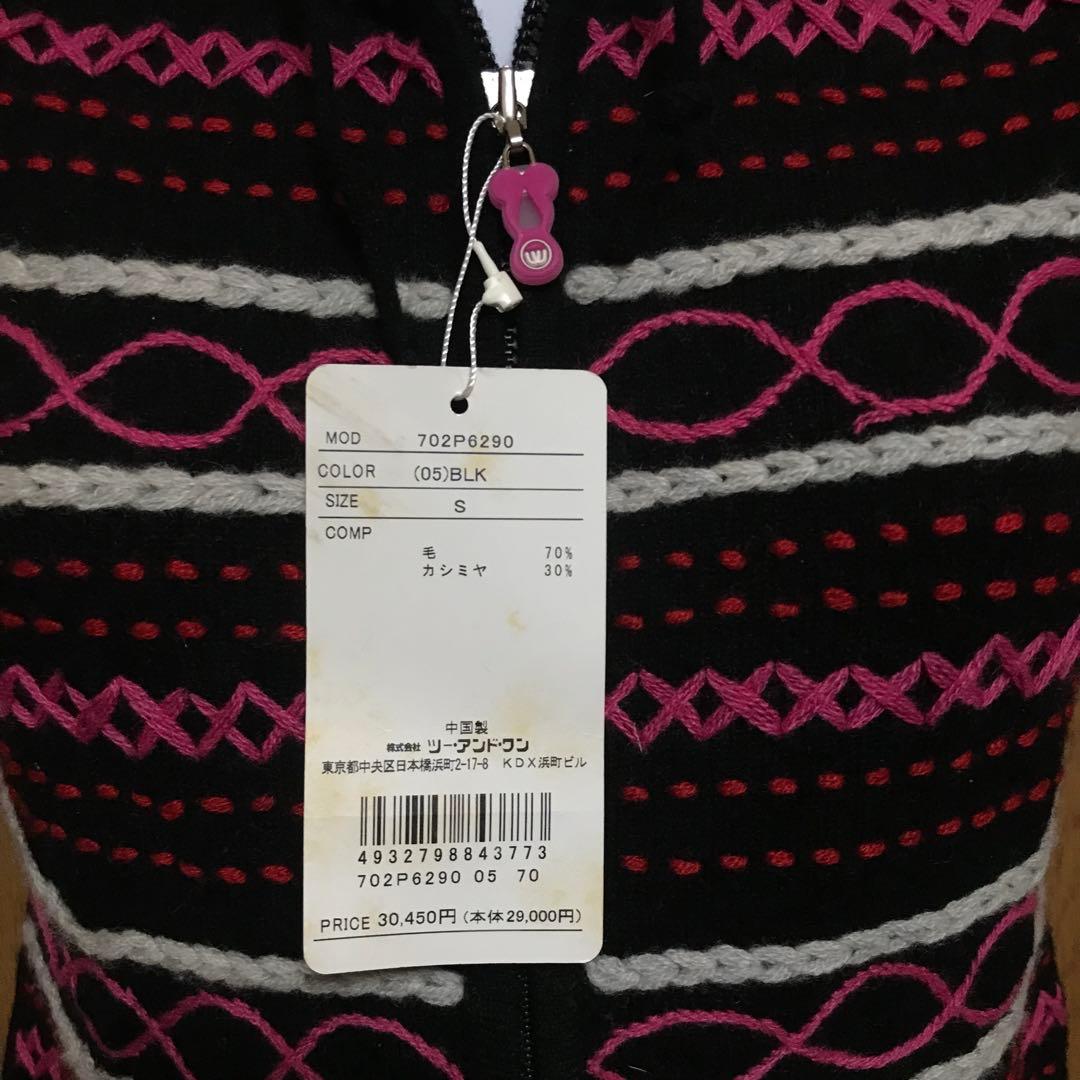 W
MOD 702P6290
COLOR (05)BLK
SIZE S
COMP
毛 70%
カシミヤ 30%
中国製
株式会社 ツー・アンド・ワン
東京都中央区日本橋浜町2-17-8 KDX浜町ビル
4932798843773
702P6290 05 70
PRICE 30,450円(本体29,000円)